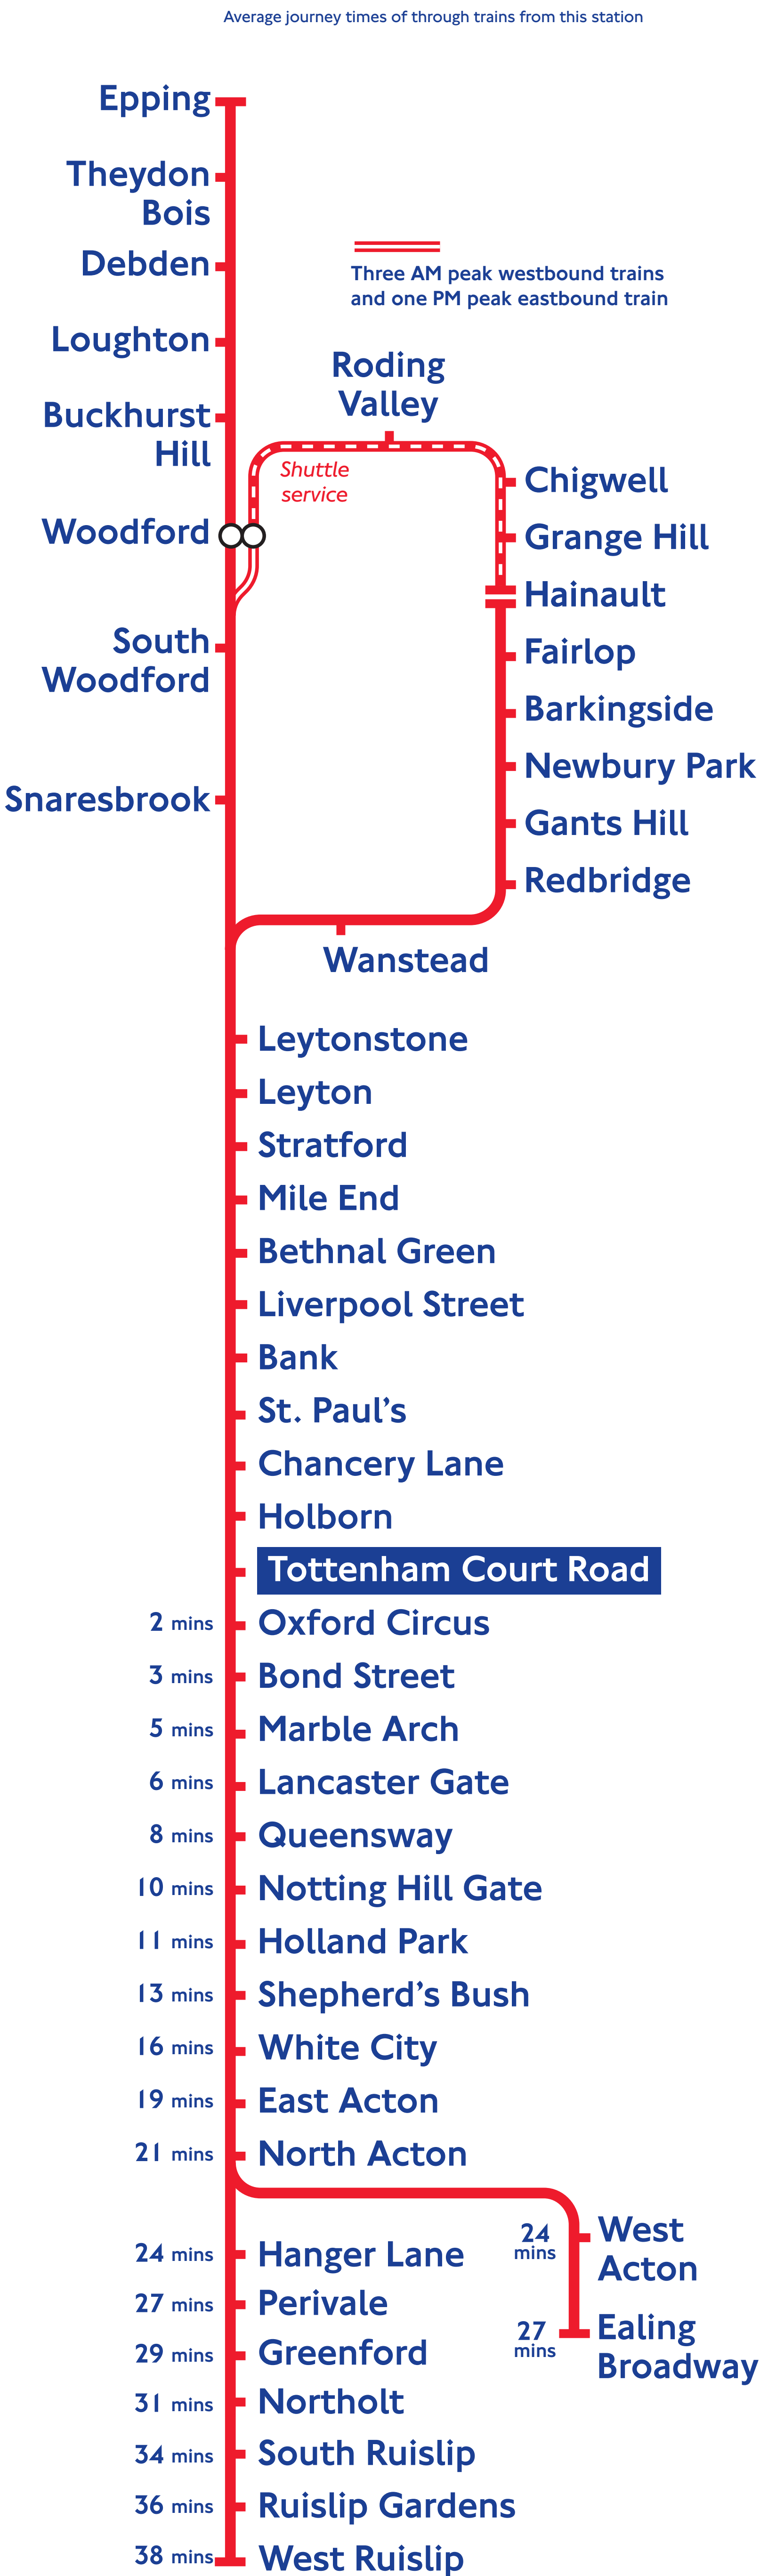 Average journey times of through trains from this station
Epping
Theydon
Bois
Debden
Three AM peak westbound trains
and one PM peak eastbound train
Loughton
Roding
Valley
Buckhurst
Hill
Shuttle
service
Chigwell
Woodford
Grange Hill
Hainault
South
Woodford
Fairlop
Barkingside
Newbury Park
Snaresbrook
Gants Hill
Redbridge
Wanstead
Leytonstone
Leyton
Stratford
Mile End
Bethnal Green
Liverpool Street
Bank
St. Paul’s
Chancery Lane
Holborn
Tottenham Court Road
2 mins Oxford Circus
3 mins Bond Street
5 mins Marble Arch
6 mins Lancaster Gate
8 mins Queensway
10 mins Notting Hill Gate
11 mins Holland Park
13 mins Shepherd’s Bush
16 mins White City
19 mins East Acton
21 mins North Acton
24
mins
West
Acton
24 mins Hanger Lane
27 mins Perivale
27
mins
Ealing
Broadway
29 mins Greenford
31 mins Northolt
34 mins South Ruislip
36 mins Ruislip Gardens
38 mins West Ruislip